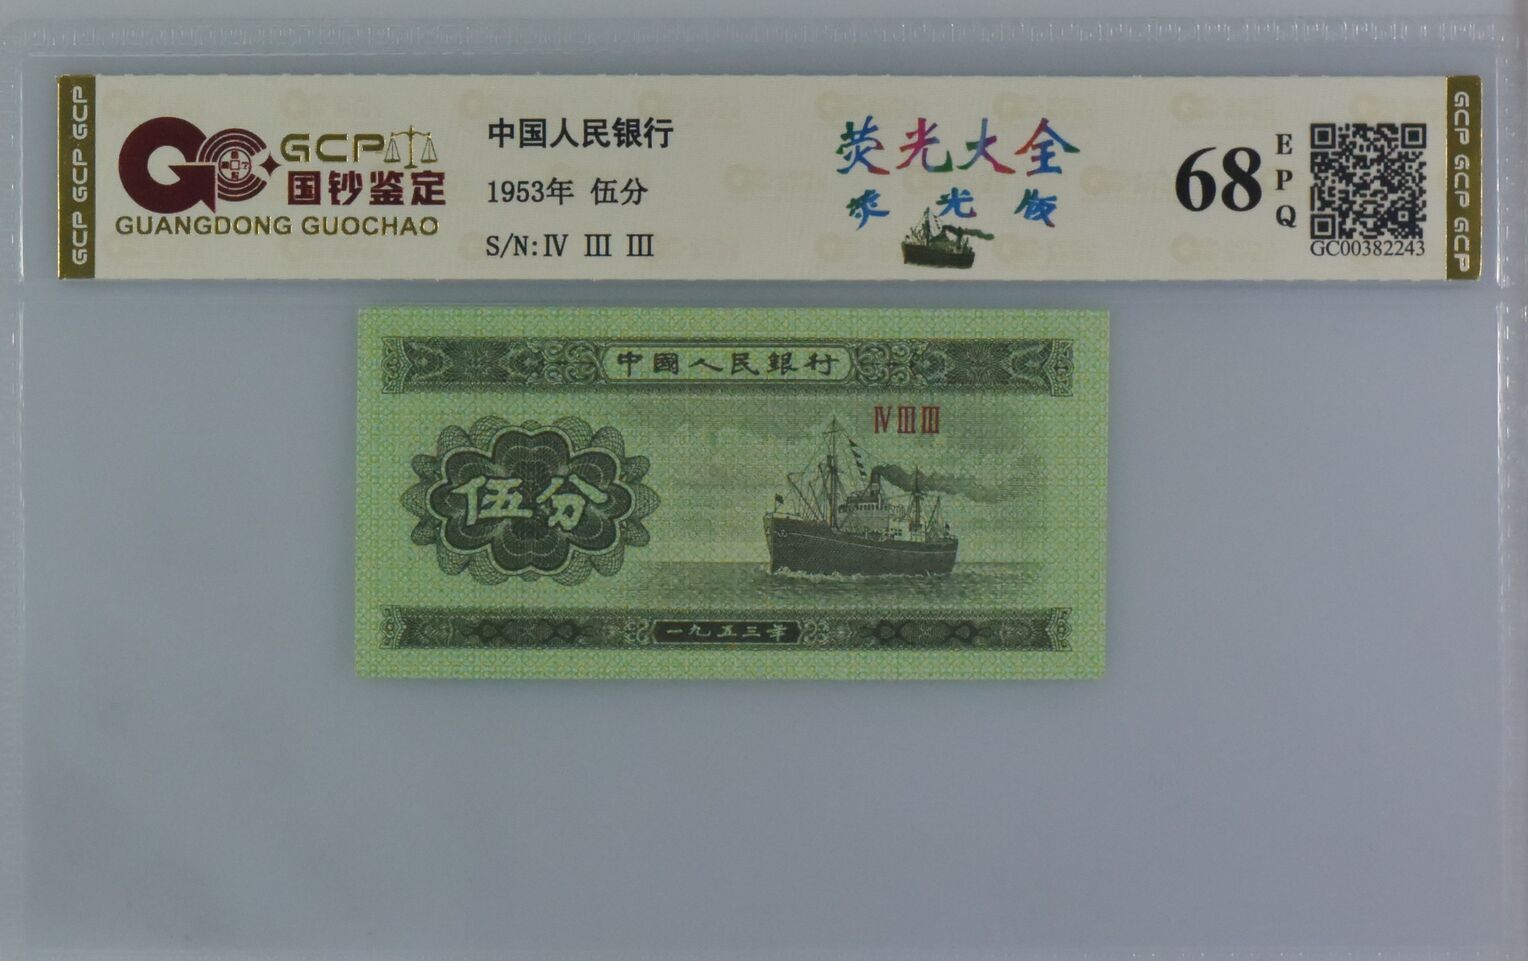 GCP
国钞鉴定
GUANGDONG GUOCHAO
中国人民银行
1953年 伍分
S/N:Ⅳ Ⅲ Ⅲ
荧光大全
荧光版
68
EPQ
GC00382243
GCP GCP GCP
GCP GCP GCP
中國人民銀行
ⅣⅢⅢ
伍分
一九五三年